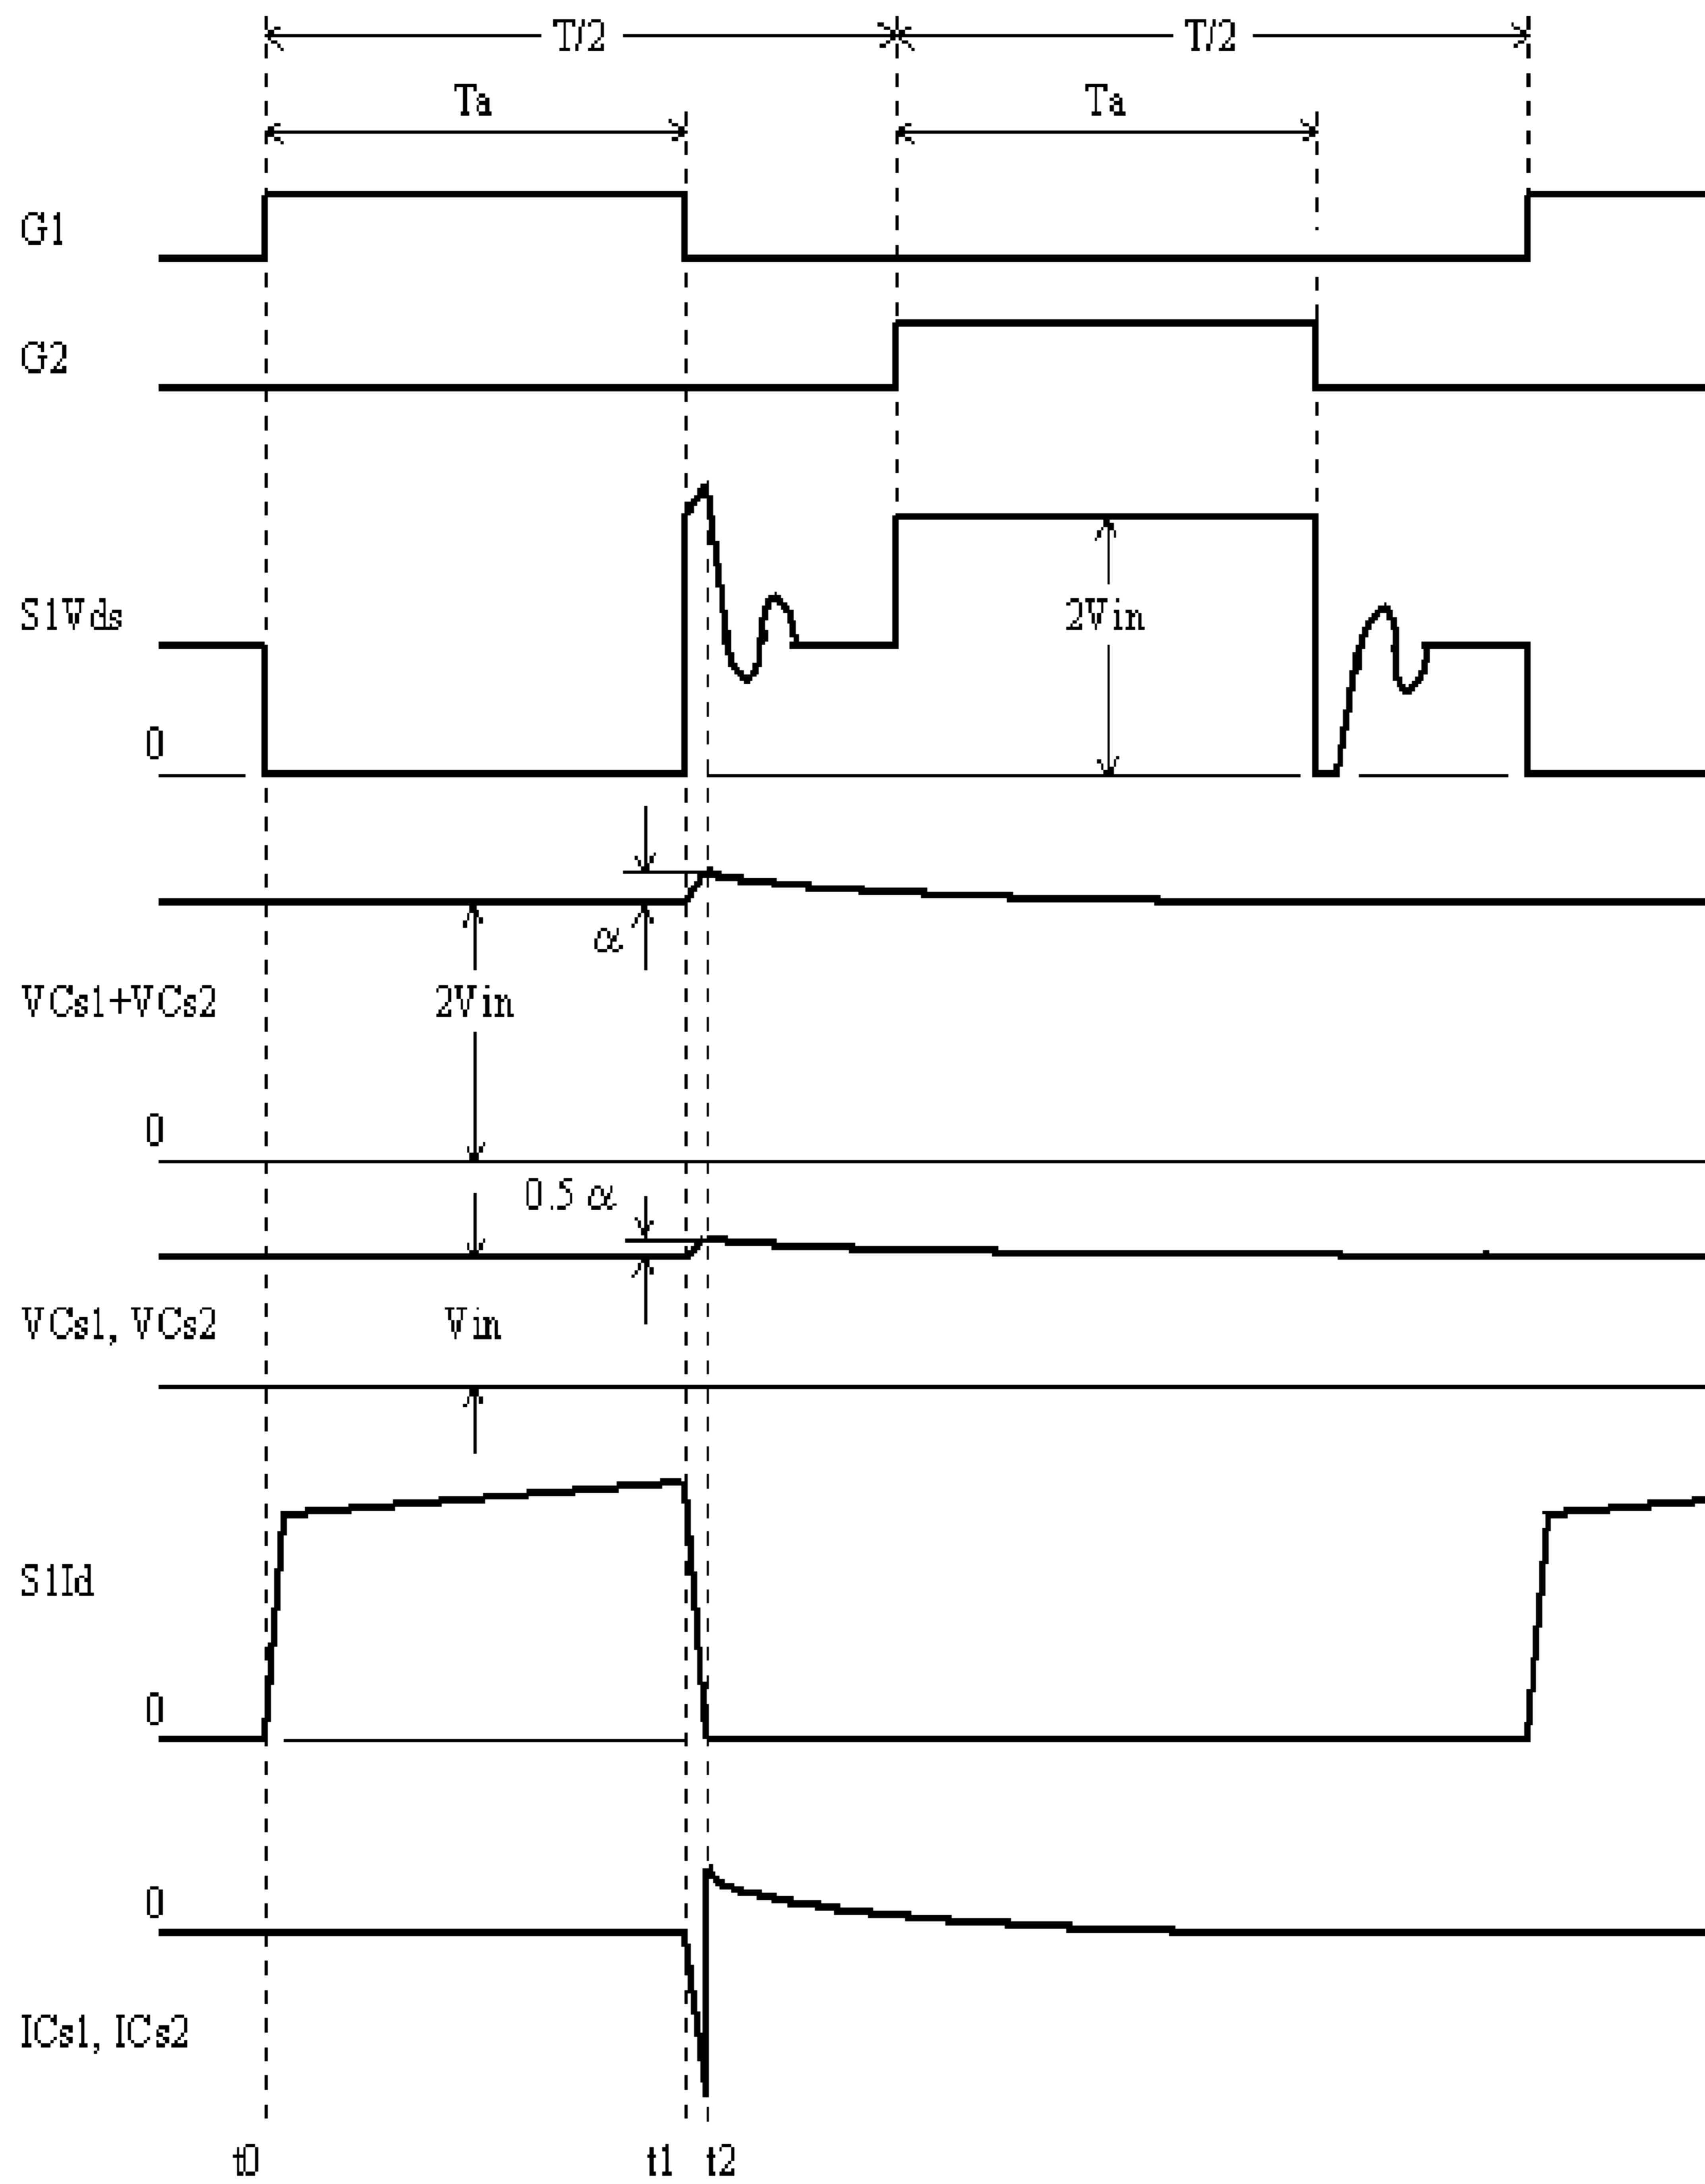 T/2 T/2
Ta Ta
G1
G2
S1Vds 2Vin
0
α
VCs1+VCs2 2Vin
0
0.5 α
VCs1, VCs2 Vin
S1Id
0
0
ICs1, ICs2
t0 t1 t2